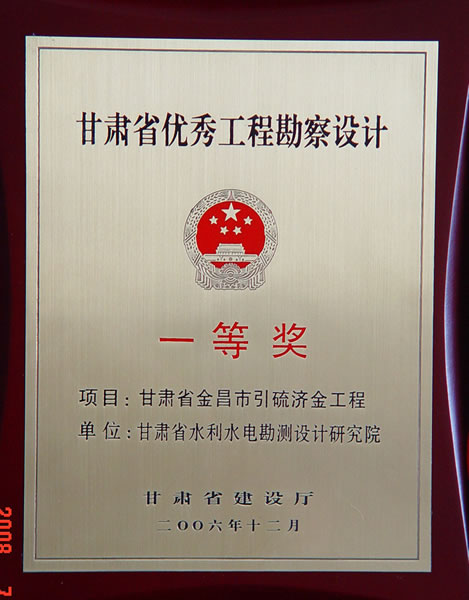 甘肃省优秀工程勘察设计
一等奖
项目：甘肃省金昌市引硫济金工程
单位：甘肃省水利水电勘测设计研究院
甘肃省建设厅
二〇〇六年十二月
2008 7